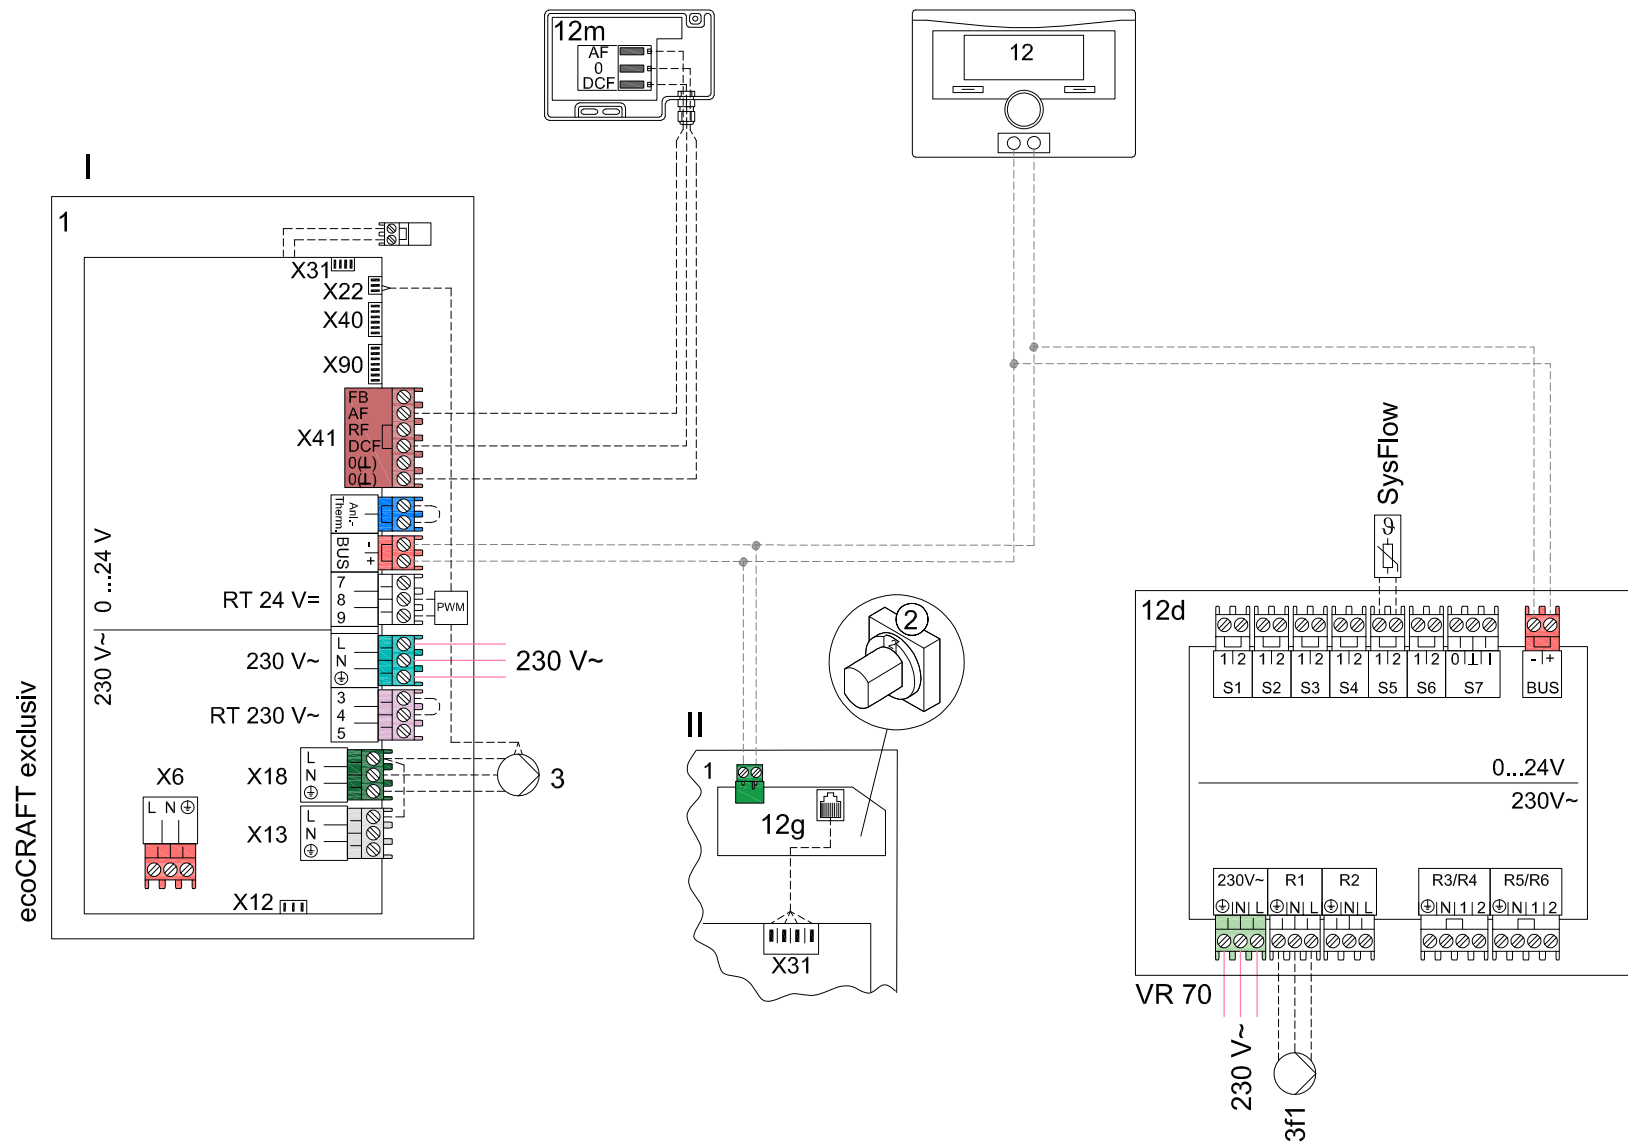 12m
AF
0
DCF
12
I
1
X31
X22
X40
X90
X41
FB
AF
RF
DCF
0(⊥)
0(⊥)
Anl.-
Therm.
BUS
- +
0...24 V
230 V~
RT 24 V=
7
8
9
PWM
230 V~
L
N
230 V~
RT 230 V~
3
4
5
X18
L
N
3
X13
L
N
X6
L N
X12
ecoCRAFT exclusiv
II
1
12g
X31
2
2
SysFlow
ϑ
12d
1|2 1|2 1|2 1|2 1|2 1|2 0|⊥|I -|+
S1 S2 S3 S4 S5 S6 S7 BUS
0...24V
230V~
230V~ R1 R2 R3/R4 R5/R6
|N|L |N|L |N|L |N|1|2 |N|1|2
VR 70
230 V~
3f1